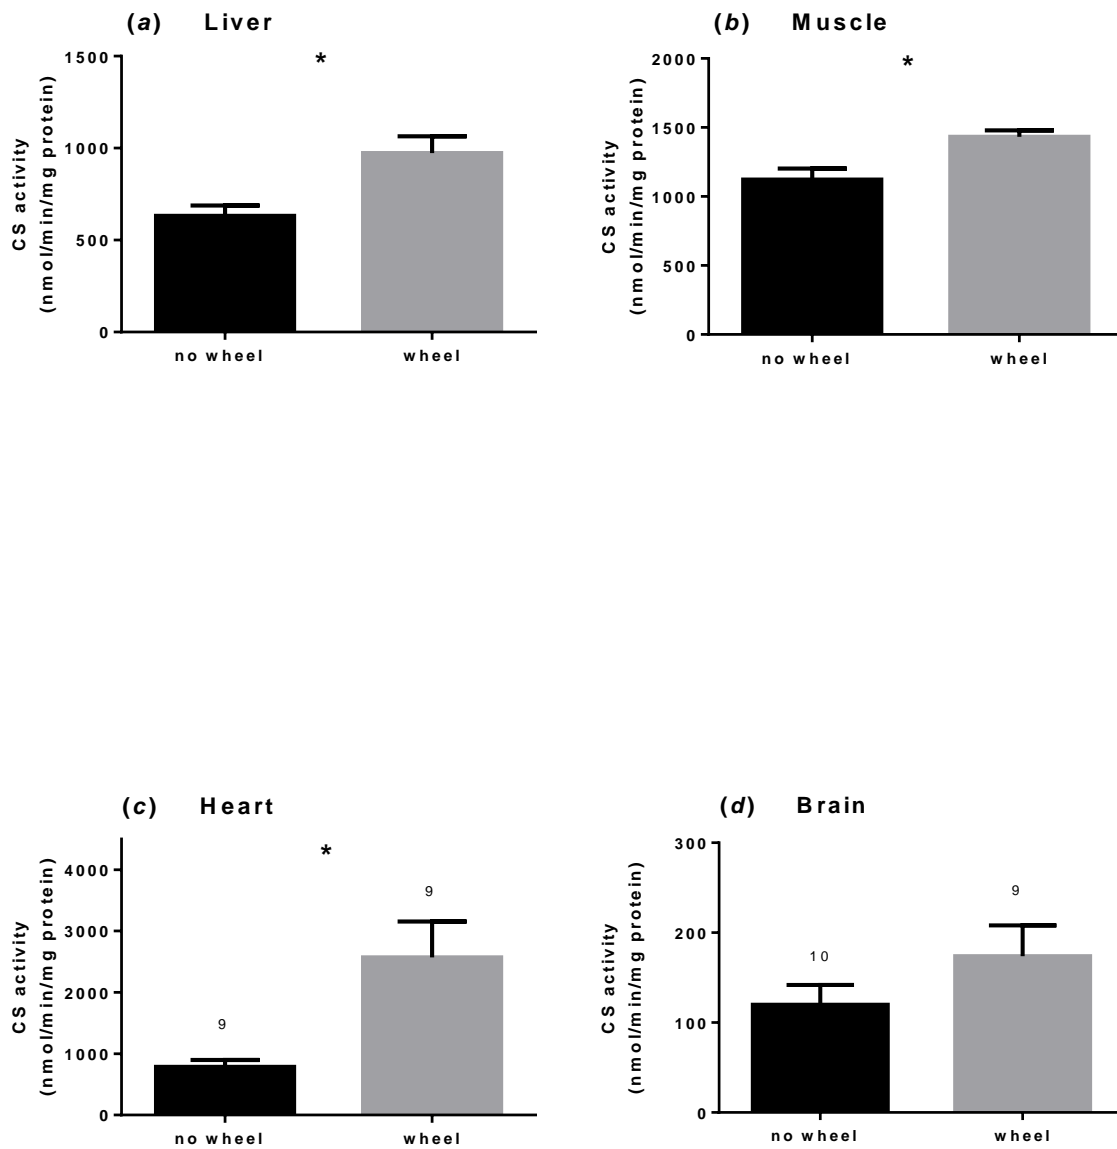 (a) Liver
*
1500
1000
500
0
CS activity
(nmol/min/mg protein)
no wheel wheel
(b) Muscle
*
2000
1500
1000
500
0
CS activity
(nmol/min/mg protein)
no wheel wheel
(c) Heart
*
4000
3000
2000
1000
0
CS activity
(nmol/min/mg protein)
9
9
no wheel wheel
(d) Brain
300
200
100
0
CS activity
(nmol/min/mg protein)
10
9
no wheel wheel